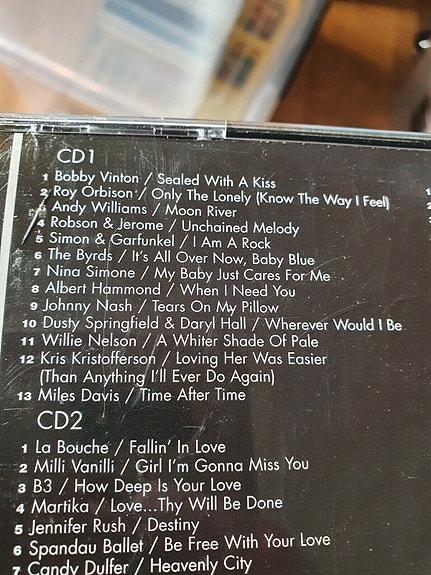 CD1
1 Bobby Vinton / Sealed With A Kiss
2 Roy Orbison / Only The Lonely (Know The Way I Feel)
3 Andy Williams / Moon River
4 Robson & Jerome / Unchained Melody
5 Simon & Garfunkel / I Am A Rock
6 The Byrds / It's All Over Now, Baby Blue
7 Nina Simone / My Baby Just Cares For Me
8 Albert Hammond / When I Need You
9 Johnny Nash / Tears On My Pillow
10 Dusty Springfield & Daryl Hall / Wherever Would I Be
11 Willie Nelson / A Whiter Shade Of Pale
12 Kris Kristofferson / Loving Her Was Easier
(Than Anything I'll Ever Do Again)
13 Miles Davis / Time After Time
CD2
1 La Bouche / Fallin' In Love
2 Milli Vanilli / Girl I'm Gonna Miss You
3 B3 / How Deep Is Your Love
4 Martika / Love...Thy Will Be Done
5 Jennifer Rush / Destiny
6 Spandau Ballet / Be Free With Your Love
7 Candy Dulfer / Heavenly City